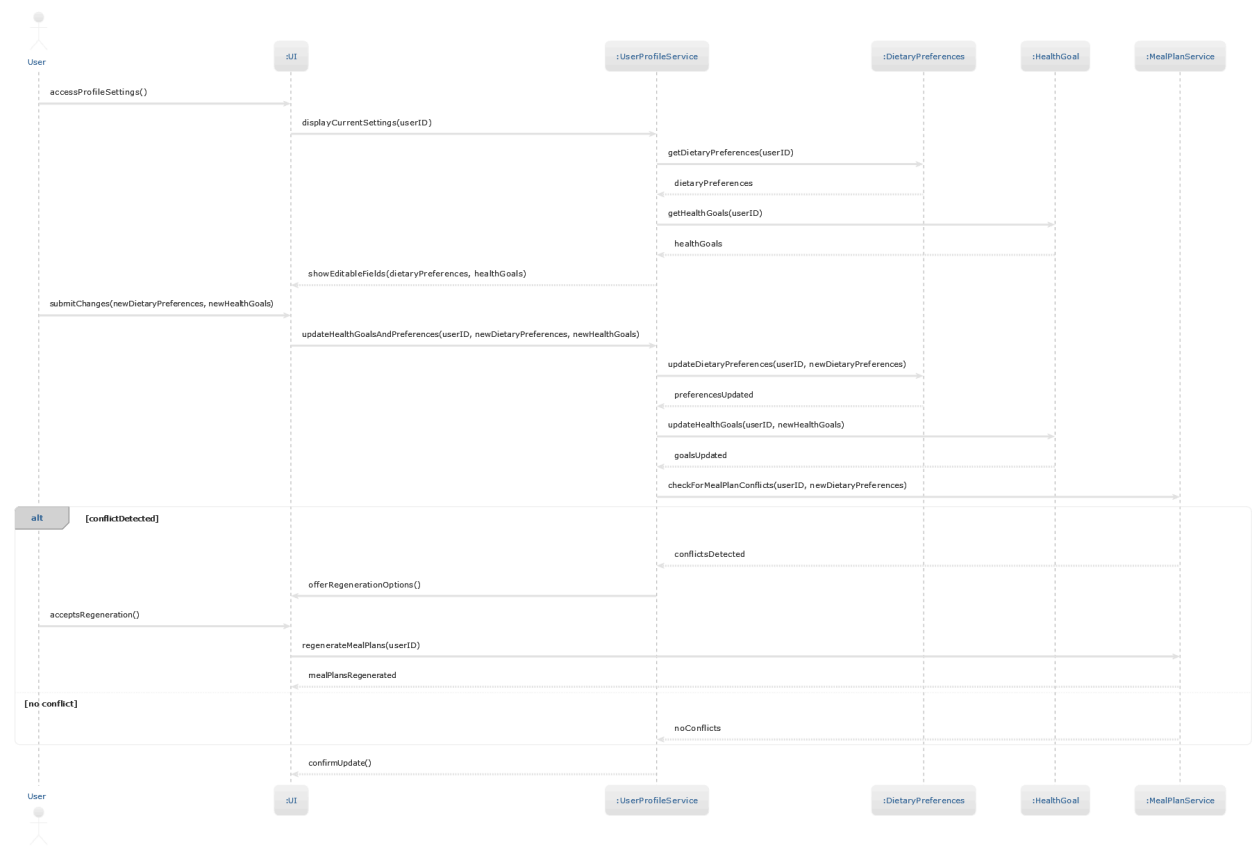 User
:UI
:UserProfileService
:DietaryPreferences
:HealthGoal
:MealPlanService
accessProfileSettings()
displayCurrentSettings(userID)
getDietaryPreferences(userID)
dietaryPreferences
getHealthGoals(userID)
healthGoals
showEditableFields(dietaryPreferences, healthGoals)
submitChanges(newDietaryPreferences, newHealthGoals)
updateHealthGoalsAndPreferences(userID, newDietaryPreferences, newHealthGoals)
updateDietaryPreferences(userID, newDietaryPreferences)
preferencesUpdated
updateHealthGoals(userID, newHealthGoals)
goalsUpdated
checkForMealPlanConflicts(userID, newDietaryPreferences)
alt
[conflictDetected]
conflictsDetected
offerRegenerationOptions()
acceptsRegeneration()
regenerateMealPlans(userID)
mealPlansRegenerated
[no conflict]
noConflicts
confirmUpdate()
User
:UI
:UserProfileService
:DietaryPreferences
:HealthGoal
:MealPlanService